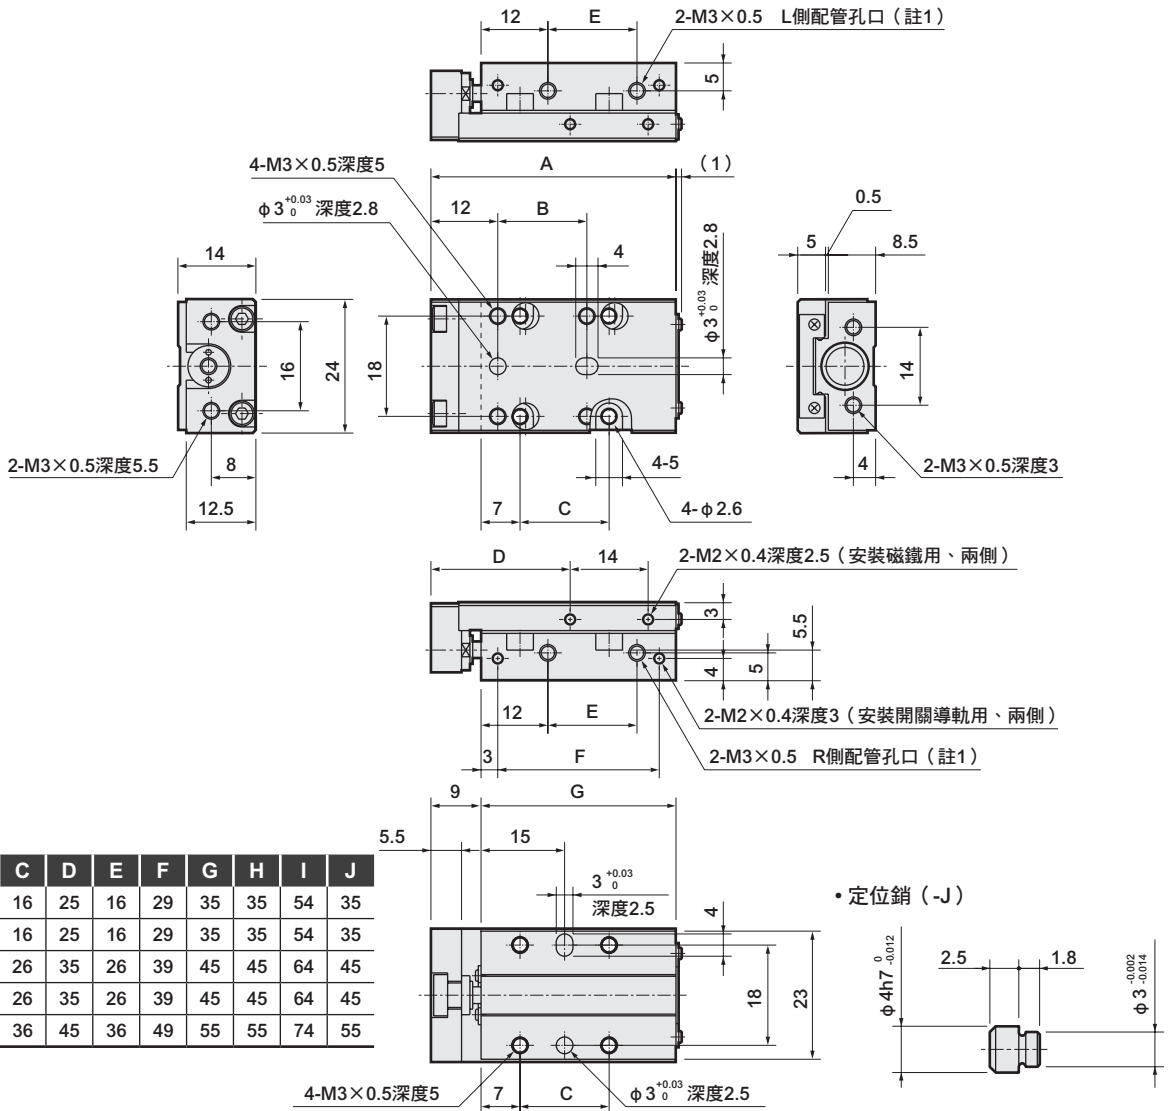 12
E
2-M3×0.5 L側配管孔口（註1）
5
4-M3×0.5深度5
A
（1）
φ3 +0.03 0 深度2.8
12
B
4
φ3 +0.03 0 深度2.8
0.5
5
8.5
14
16
24
18
14
2-M3×0.5深度5.5
8
12.5
7
C
4-5
4-φ2.6
4
2-M3×0.5深度3
D
14
2-M2×0.4深度2.5（安裝磁鐵用、兩側）
3
5.5
4
5
12
E
2-M2×0.4深度3（安裝開關導軌用、兩側）
3
F
2-M3×0.5 R側配管孔口（註1）
9
G
5.5
15
3 +0.03 0
深度2.5
4
18
23
4-M3×0.5深度5
7
C
φ3 +0.03 0 深度2.5
C D E F G H I J
16 25 16 29 35 35 54 35
16 25 16 29 35 35 54 35
26 35 26 39 45 45 64 45
26 35 26 39 45 45 64 45
36 45 36 49 55 55 74 55
• 定位銷（-J）
φ4h7 0 -0.012
2.5
1.8
φ3 -0.002 -0.014